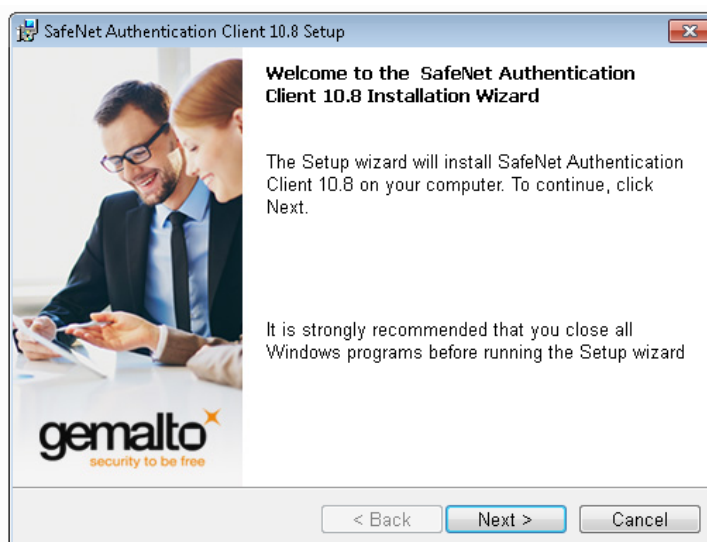 SafeNet Authentication Client 10.8 Setup
Welcome to the SafeNet Authentication
Client 10.8 Installation Wizard
The Setup wizard will install SafeNet Authentication
Client 10.8 on your computer. To continue, click
Next.
It is strongly recommended that you close all
Windows programs before running the Setup wizard
gemalto
security to be free
< Back
Next >
Cancel